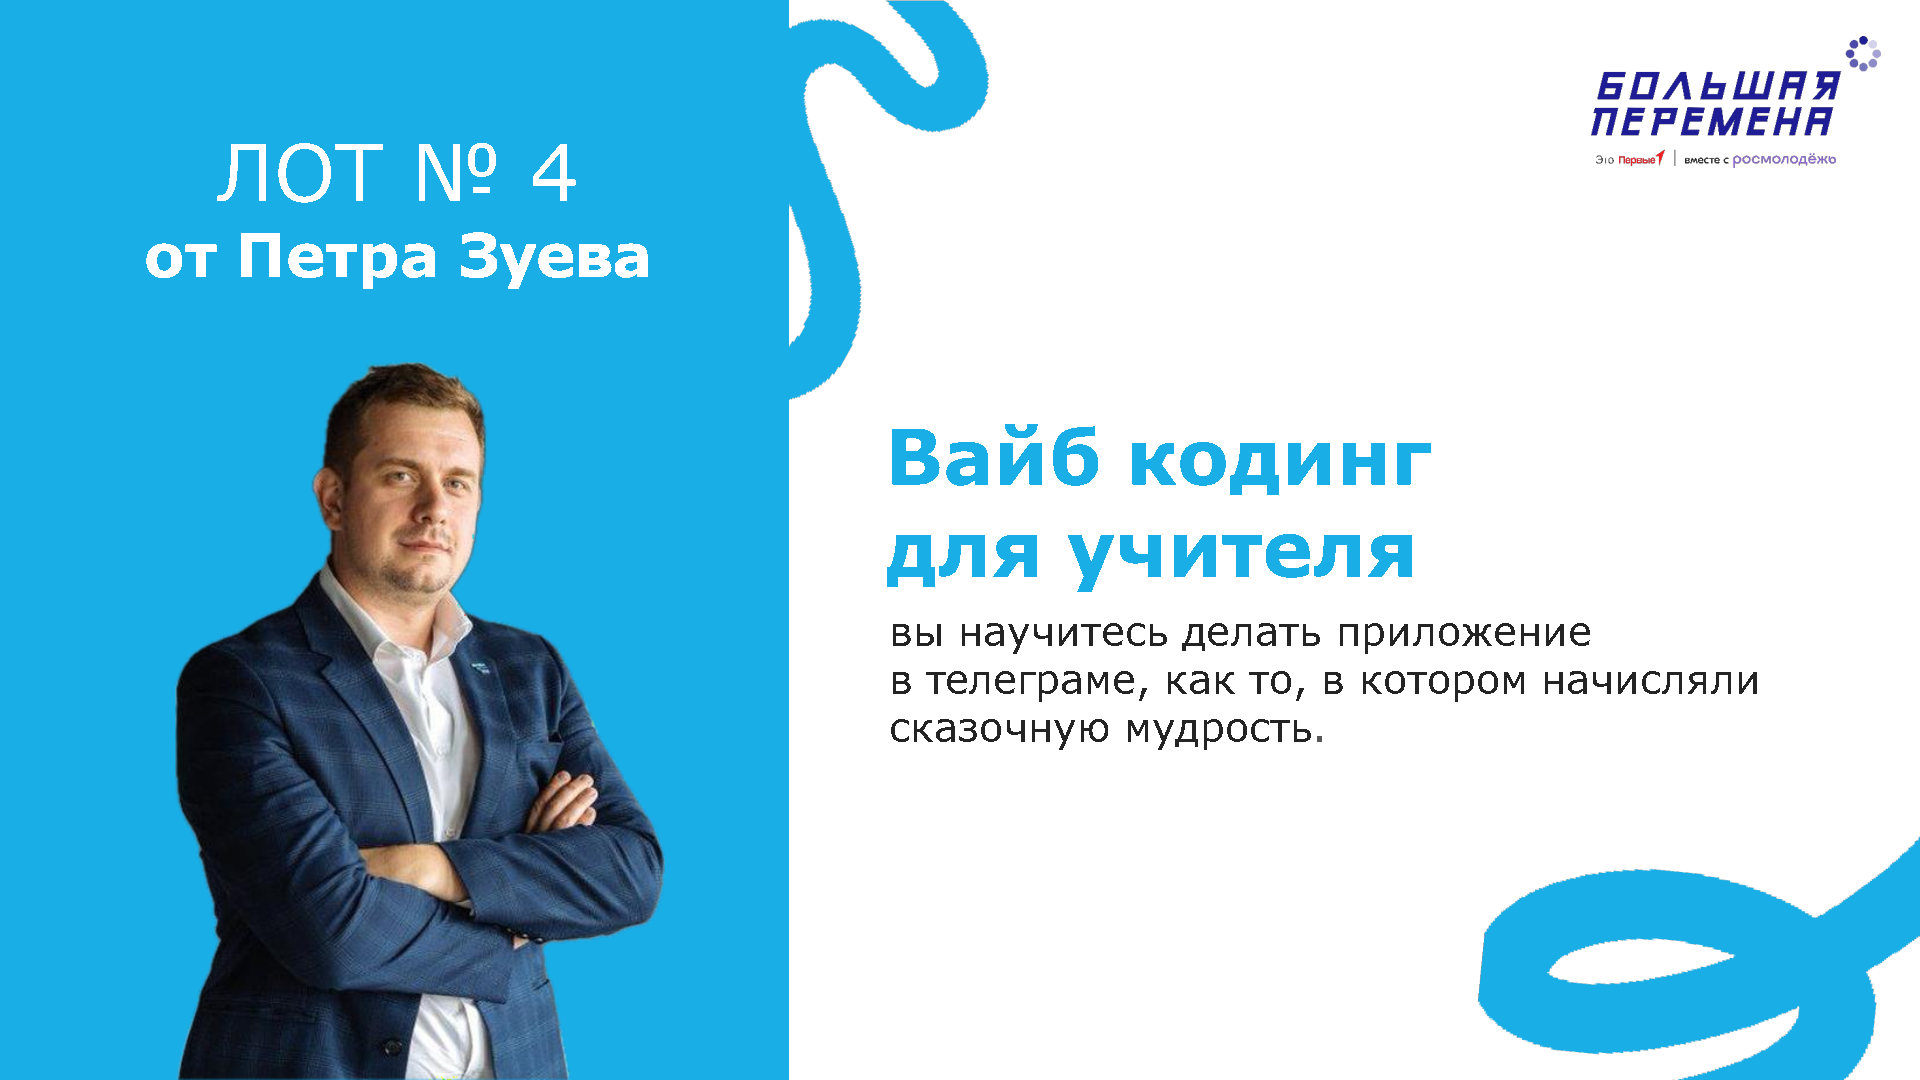 ЛОТ № 4
от Петра Зуева
БОЛЬШАЯ
ПЕРЕМЕНА
Это Первые | вместе с росмолодёжь
Вайб кодинг
для учителя
вы научитесь делать приложение
в телеграме, как то, в котором начисляли
сказочную мудрость.